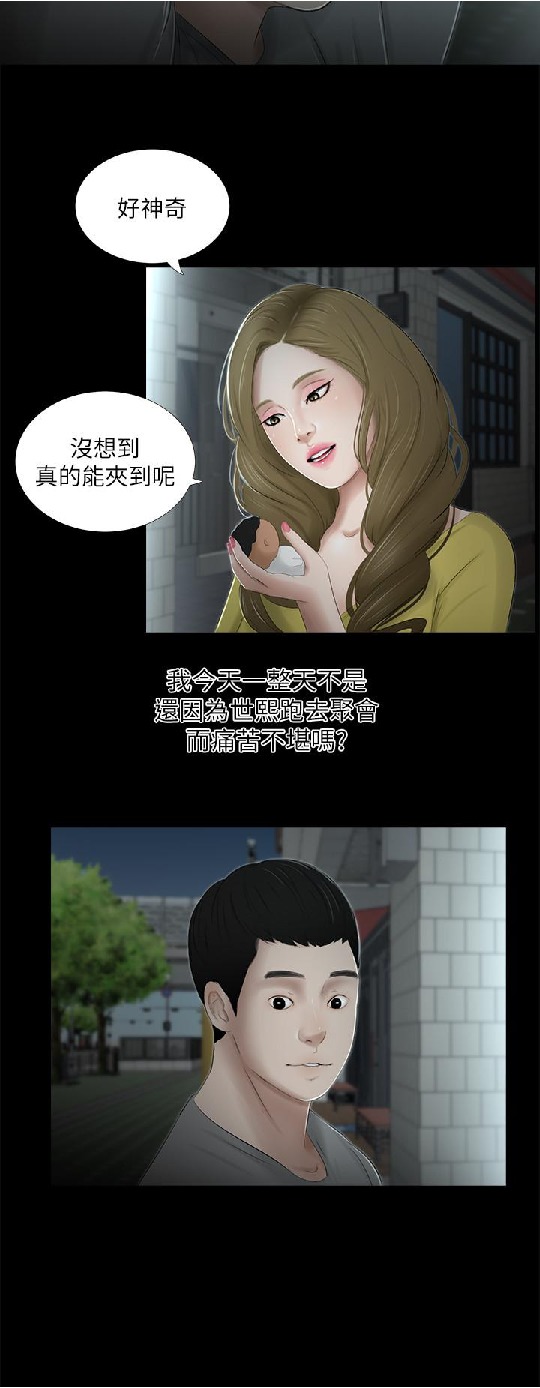 好神奇
沒想到
真的能夾到呢
我今天一整天不是
還因為世熙跑去聚會
而痛苦不堪嗎?